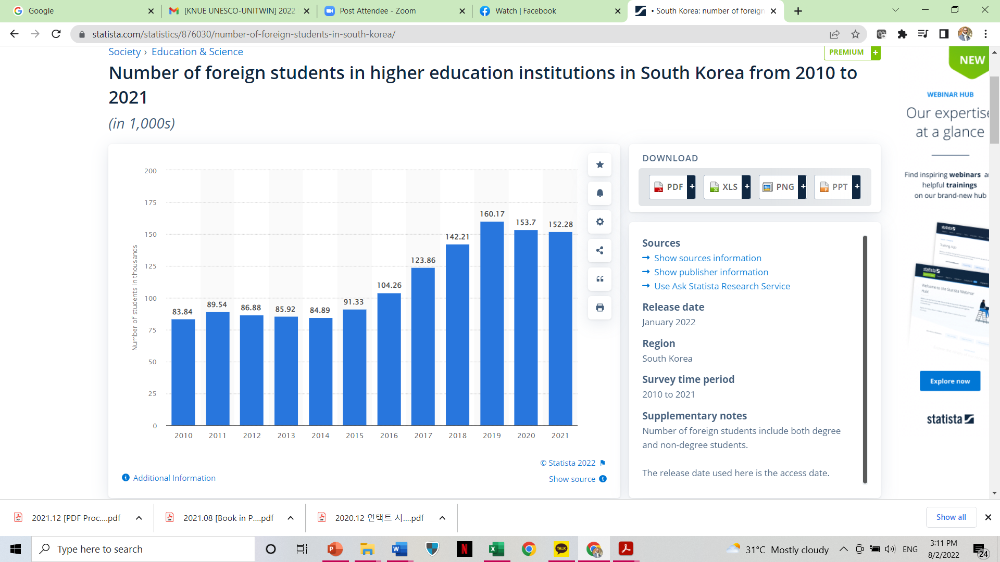 Google
[KNUE UNESCO-UNITWIN] 2022
Post Attendee - Zoom
Watch | Facebook
• South Korea: number of foreign
statista.com/statistics/876030/number-of-foreign-students-in-south-korea/
Society › Education & Science
PREMIUM +
Number of foreign students in higher education institutions in South Korea from 2010 to
2021
(in 1,000s)
200
175
150
125
100
75
50
25
0
Number of students in thousands
83.84
89.54
86.88
85.92
84.89
91.33
104.26
123.86
142.21
160.17
153.7
152.28
2010 2011 2012 2013 2014 2015 2016 2017 2018 2019 2020 2021
© Statista 2022
Additional Information
Show source
DOWNLOAD
PDF + XLS + PNG + PPT +
Sources
Show sources information
Show publisher information
Use Ask Statista Research Service
Release date
January 2022
Region
South Korea
Survey time period
2010 to 2021
Supplementary notes
Number of foreign students include both degree
and non-degree students.
The release date used here is the access date.
NEW
WEBINAR HUB
Our expertise
at a glance
Find inspiring webinars
helpful trainings
on our brand-new hub
statista
statista
Welcome to the Statista Webinar
Hub!
Explore now
statista
2021.12 [PDF Proc....pdf
2021.08 [Book in P....pdf
2020.12 언택트 시....pdf
Show all
Type here to search
TALK
31°C Mostly cloudy
ENG
3:11 PM
8/2/2022
24